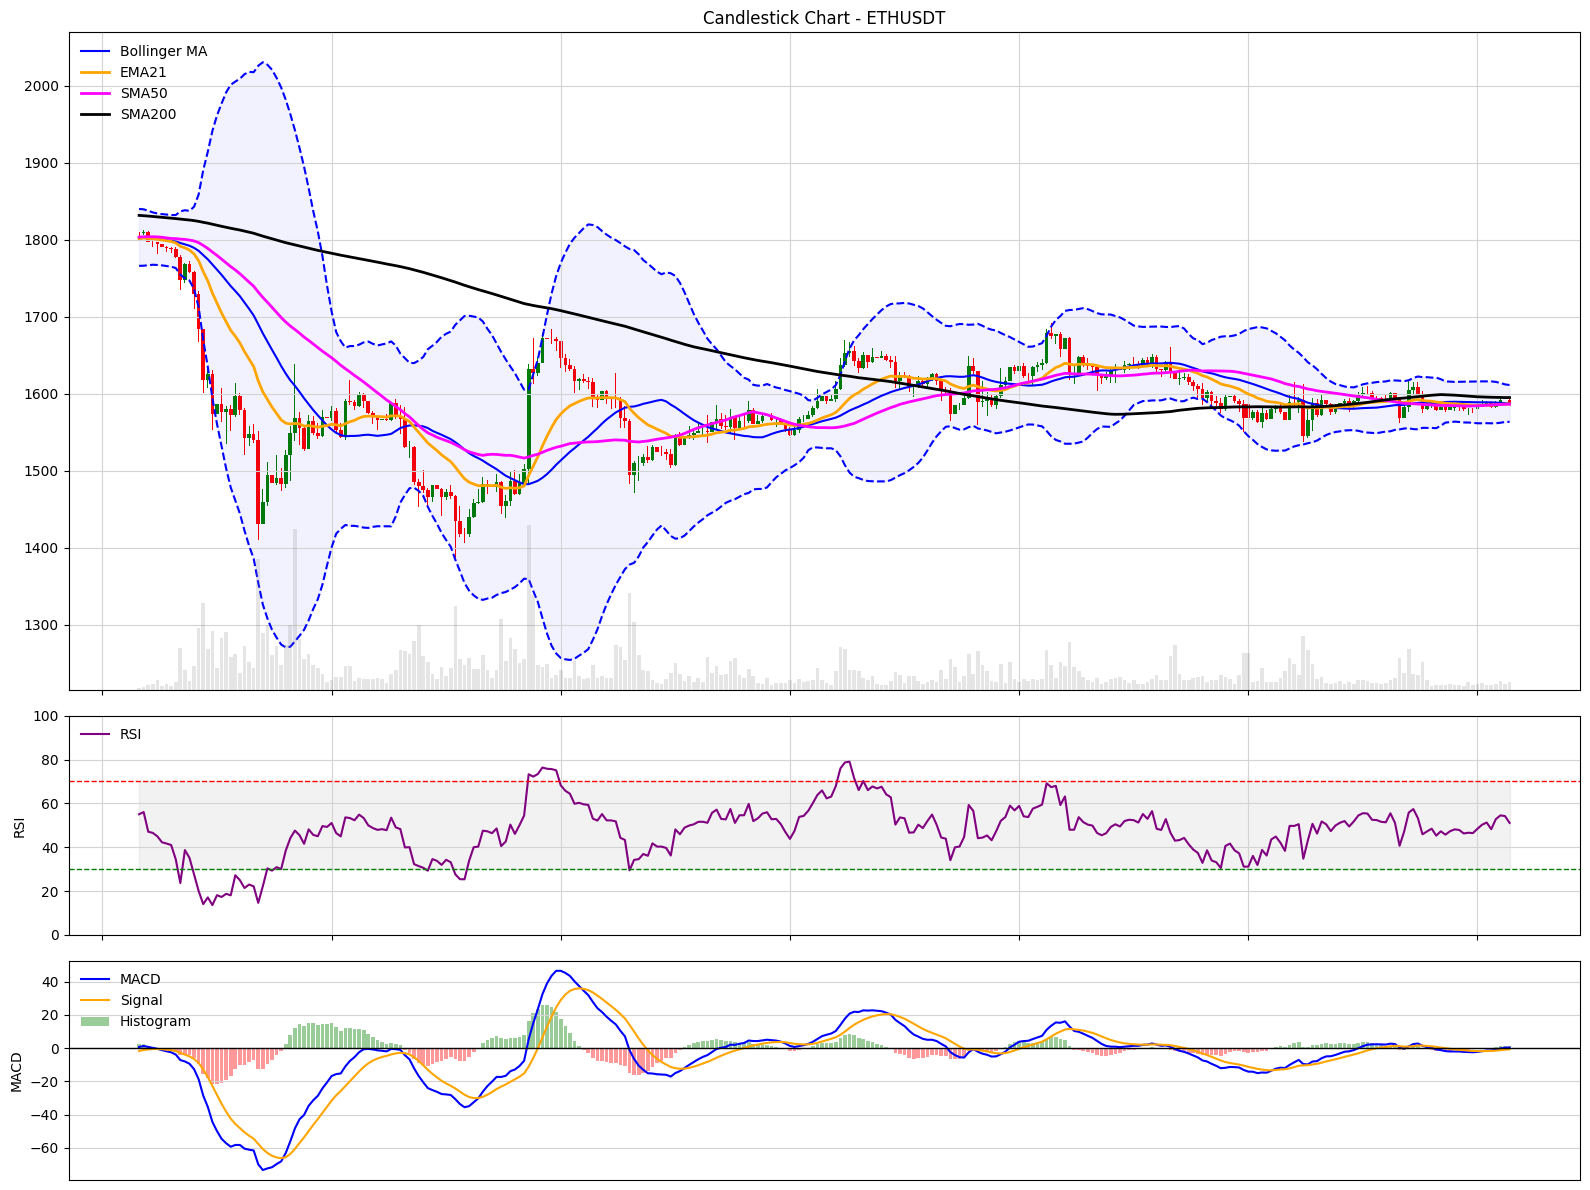 Candlestick Chart - ETHUSDT
Bollinger MA
EMA21
SMA50
SMA200
2000
1900
1800
1700
1600
1500
1400
1300
RSI
100
80
60
40
20
0
RSI
MACD
Signal
Histogram
40
20
0
−20
−40
−60
MACD